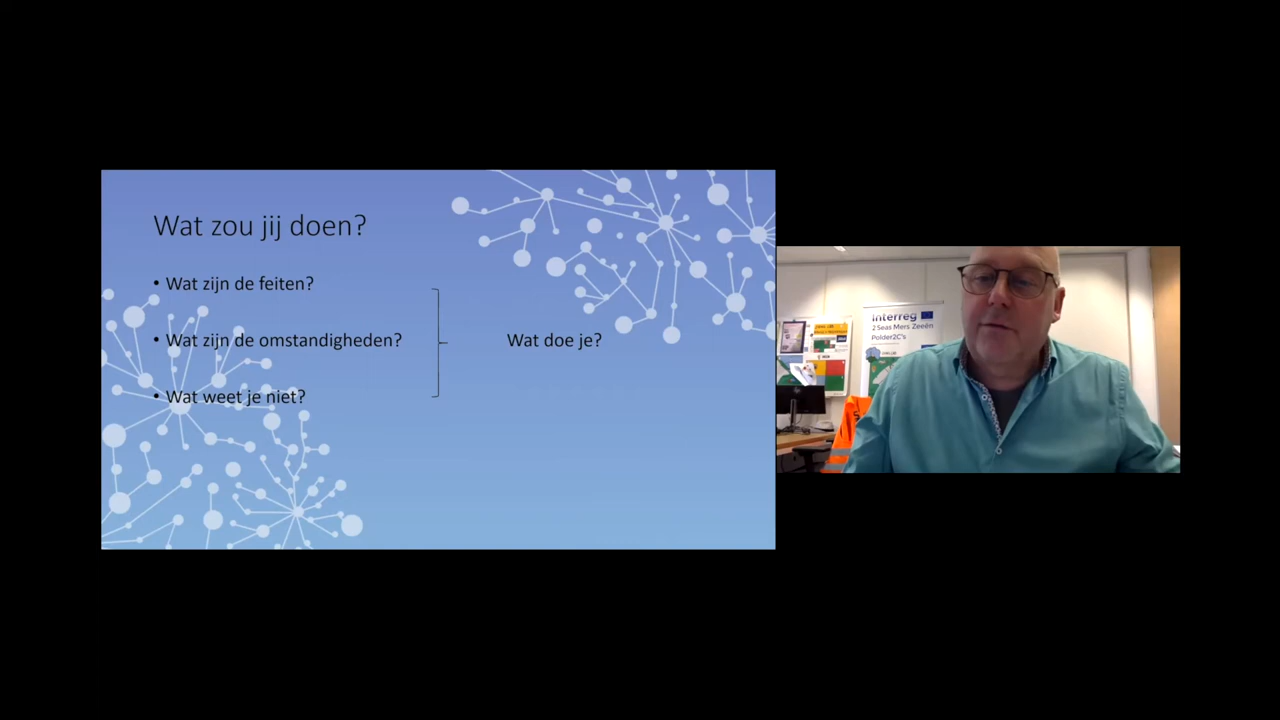 Wat zou jij doen?
• Wat zijn de feiten?
• Wat zijn de omstandigheden?
Wat doe je?
• Wat weet je niet?
Interreg
2 Seas Mers Zeeën
Polder2C's